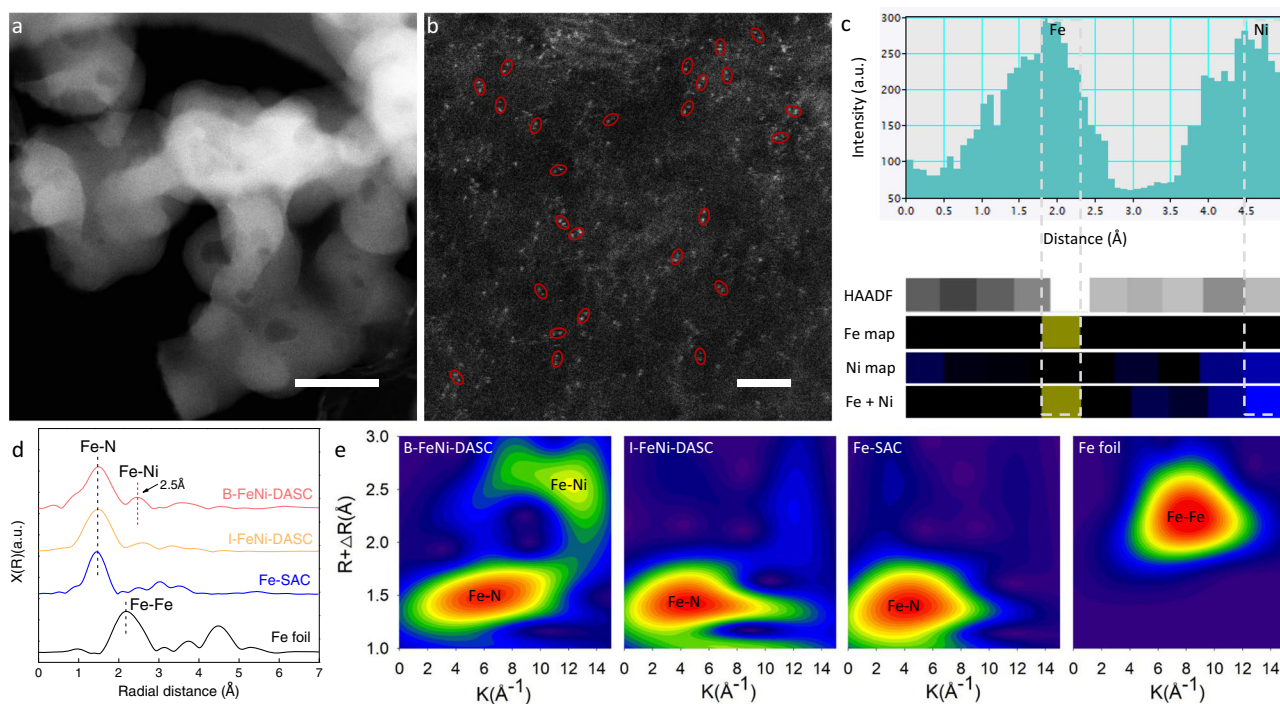 a
b
c
Fe
Ni
Intensity (a.u.)
300
250
200
150
100
50
0.0 0.5 1.0 1.5 2.0 2.5 3.0 3.5 4.0 4.5
Distance (Å)
HAADF
Fe map
Ni map
Fe + Ni
d
Fe-N
Fe-Ni
2.5Å
B-FeNi-DASC
I-FeNi-DASC
Fe-SAC
Fe-Fe
Fe foil
X(R)(a.u.)
0 1 2 3 4 5 6 7
Radial distance (Å)
e
R+△R(Å)
3.0
2.5
2.0
1.5
1.0
B-FeNi-DASC
Fe-Ni
Fe-N
0 2 4 6 8 10 12 14
K(Å⁻¹)
I-FeNi-DASC
Fe-N
0 2 4 6 8 10 12 14
K(Å⁻¹)
Fe-SAC
Fe-N
0 2 4 6 8 10 12 14
K(Å⁻¹)
Fe foil
Fe-Fe
0 2 4 6 8 10 12 14
K(Å⁻¹)